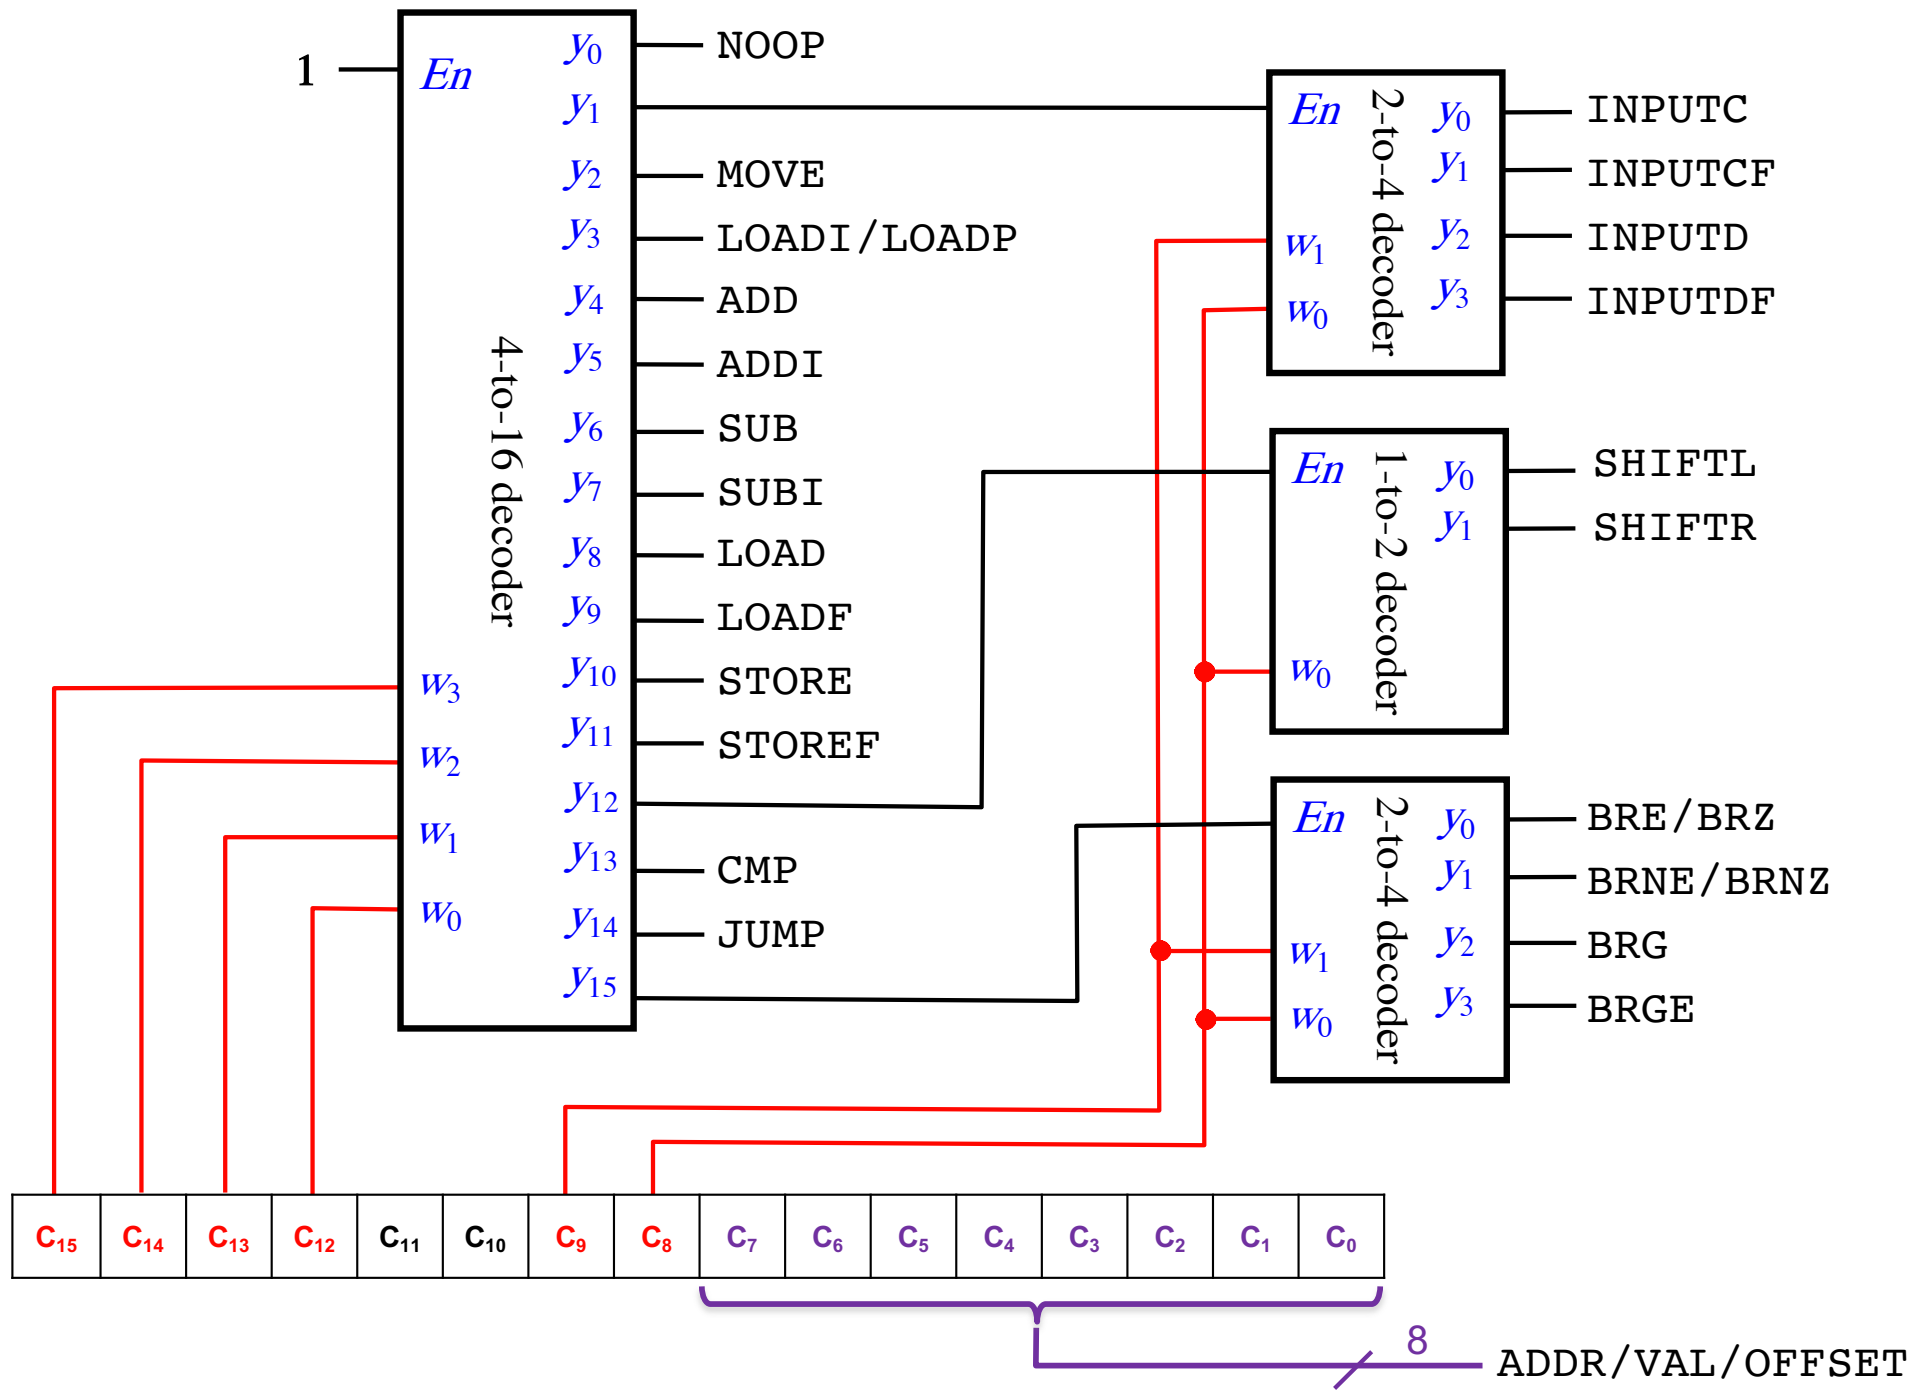 1
En
4-to-16 decoder
w3
w2
w1
w0
y0 NOOP
y1
y2 MOVE
y3 LOADI/LOADP
y4 ADD
y5 ADDI
y6 SUB
y7 SUBI
y8 LOAD
y9 LOADF
y10 STORE
y11 STOREF
y12
y13 CMP
y14 JUMP
y15
En
2-to-4 decoder
w1
w0
y0 INPUTC
y1 INPUTCF
y2 INPUTD
y3 INPUTDF
En
1-to-2 decoder
w0
y0 SHIFTL
y1 SHIFTR
En
2-to-4 decoder
w1
w0
y0 BRE/BRZ
y1 BRNE/BRNZ
y2 BRG
y3 BRGE
C15 C14 C13 C12 C11 C10 C9 C8 C7 C6 C5 C4 C3 C2 C1 C0
8
ADDR/VAL/OFFSET